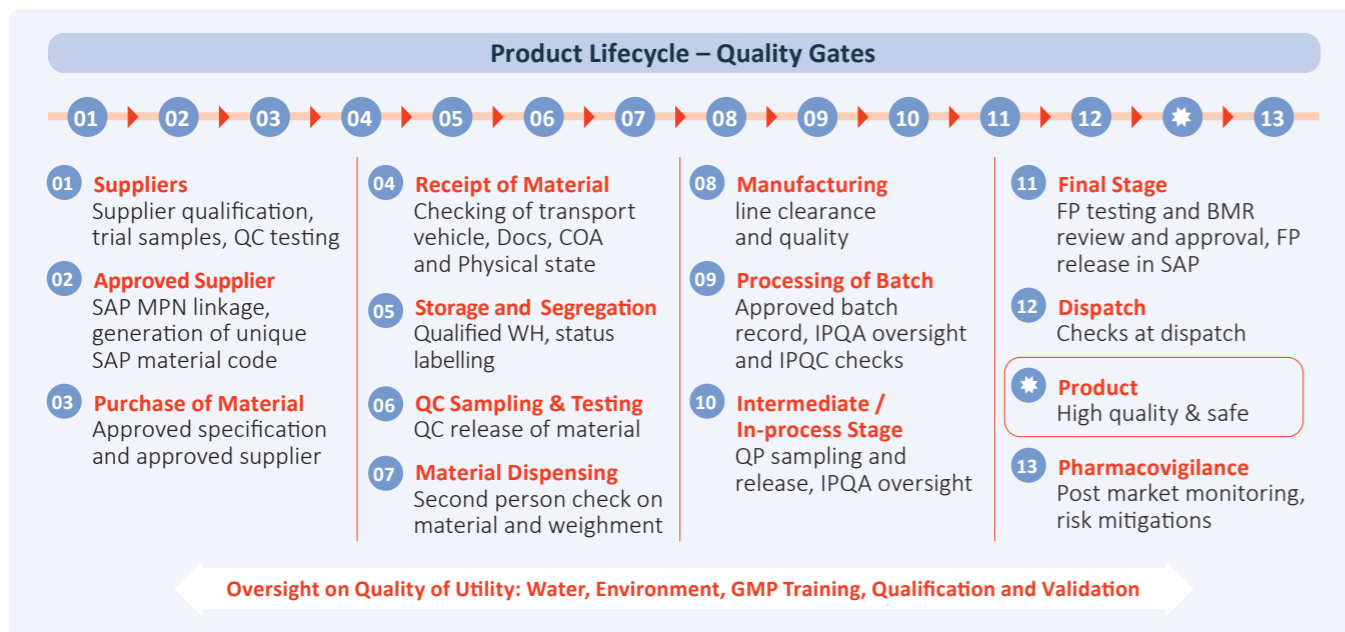 Product Lifecycle – Quality Gates
01 02 03 04 05 06 07 08 09 10 11 12 13
01 Suppliers
Supplier qualification,
trial samples, QC testing
02 Approved Supplier
SAP MPN linkage,
generation of unique
SAP material code
03 Purchase of Material
Approved specification
and approved supplier
04 Receipt of Material
Checking of transport
vehicle, Docs, COA
and Physical state
05 Storage and Segregation
Qualified WH, status
labelling
06 QC Sampling & Testing
QC release of material
07 Material Dispensing
Second person check on
material and weighment
08 Manufacturing
line clearance
and quality
09 Processing of Batch
Approved batch
record, IPQA oversight
and IPQC checks
10 Intermediate /
In-process Stage
QP sampling and
release, IPQA oversight
11 Final Stage
FP testing and BMR
review and approval, FP
release in SAP
12 Dispatch
Checks at dispatch
Product
High quality & safe
13 Pharmacovigilance
Post market monitoring,
risk mitigations
Oversight on Quality of Utility: Water, Environment, GMP Training, Qualification and Validation